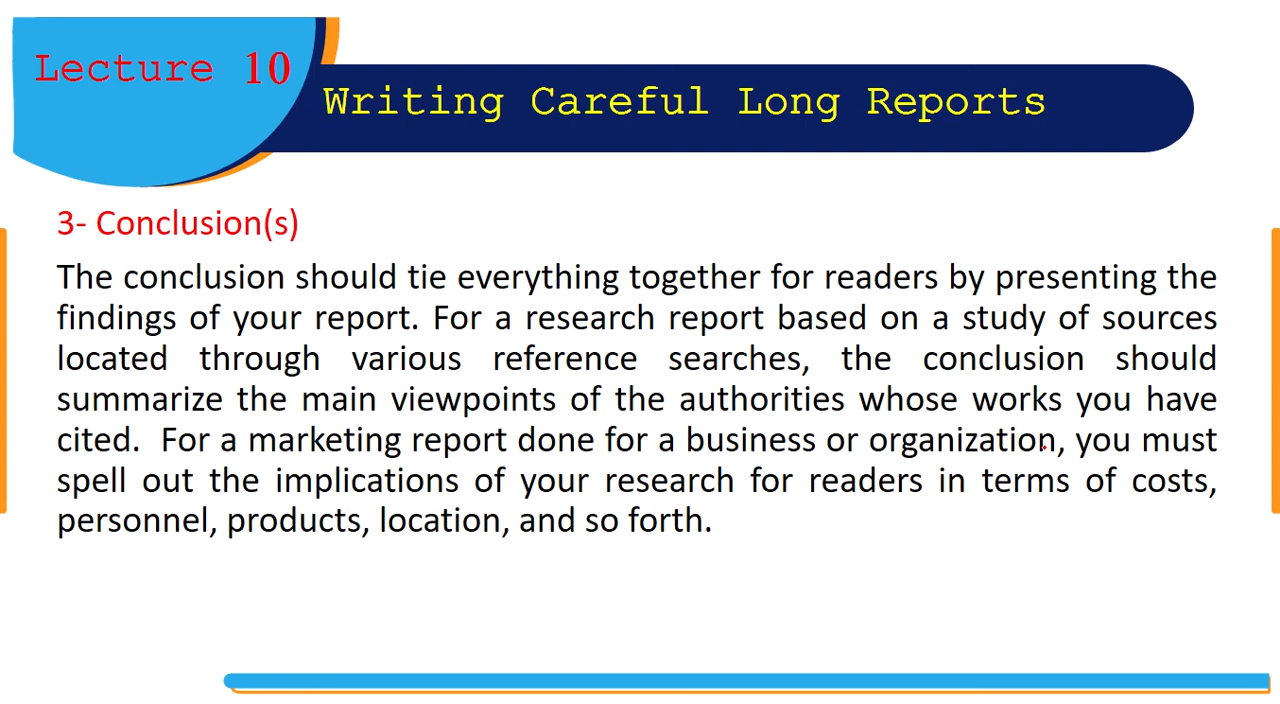 Lecture 10
Writing Careful Long Reports
3- Conclusion(s)
The conclusion should tie everything together for readers by presenting the
findings of your report. For a research report based on a study of sources
located through various reference searches, the conclusion should
summarize the main viewpoints of the authorities whose works you have
cited.  For a marketing report done for a business or organization, you must
spell out the implications of your research for readers in terms of costs,
personnel, products, location, and so forth.